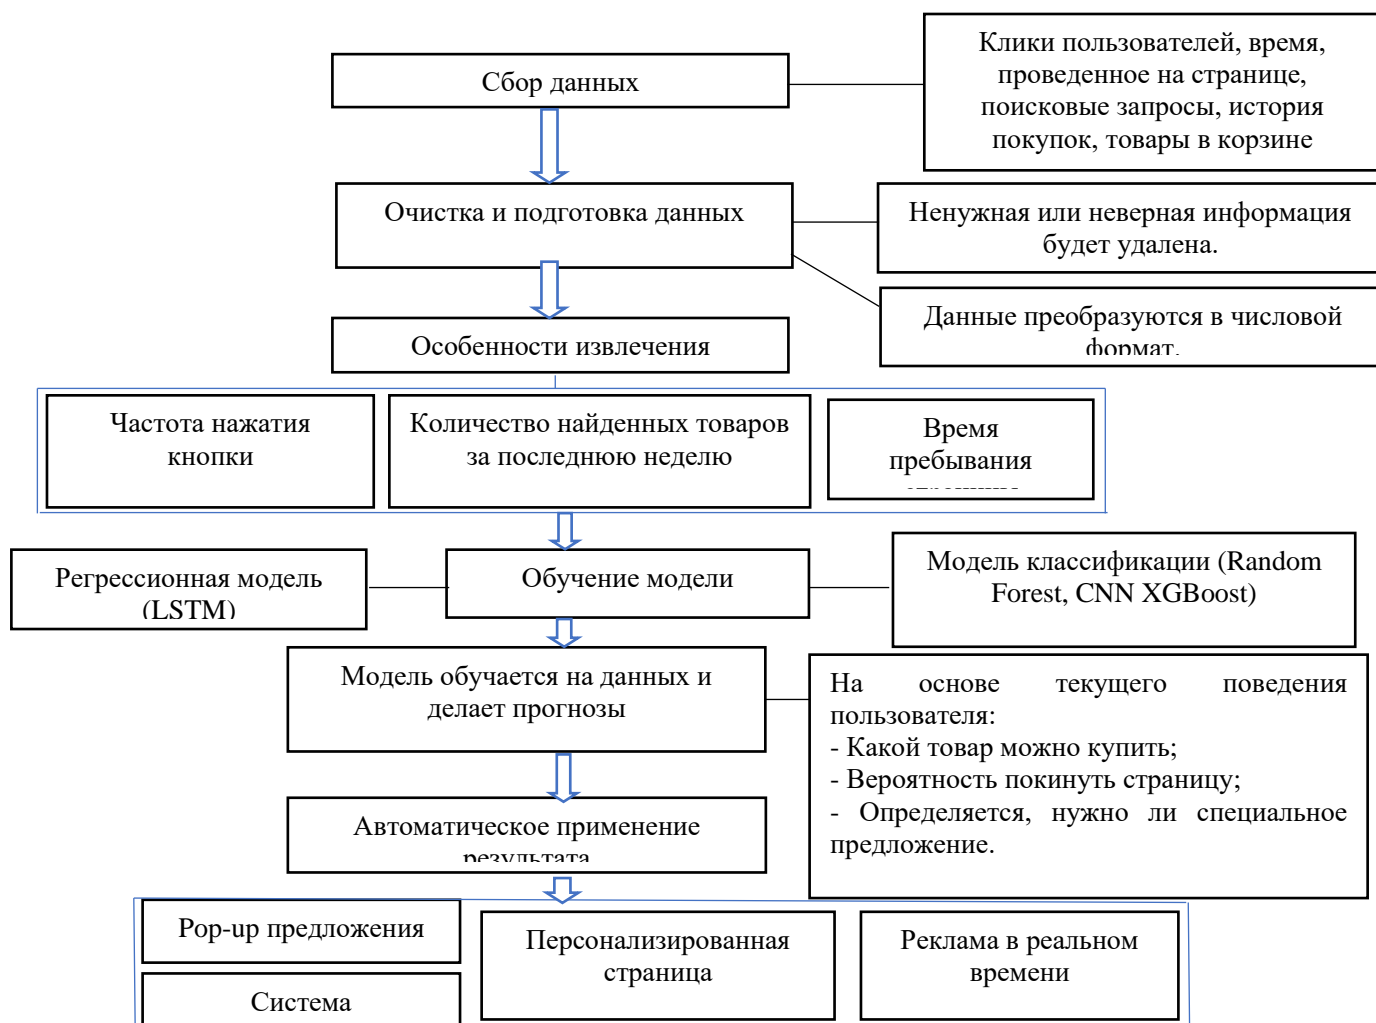 Сбор данных
Клики пользователей, время,
проведенное на странице,
поисковые запросы, история
покупок, товары в корзине
Очистка и подготовка данных
Ненужная или неверная информация
будет удалена.
Данные преобразуются в числовой
формат.
Особенности извлечения
Частота нажатия
кнопки
Количество найденных товаров
за последнюю неделю
Время
пребывания
Регрессионная модель
(LSTM)
Обучение модели
Модель классификации (Random
Forest, CNN XGBoost)
Модель обучается на данных и
делает прогнозы
На основе текущего поведения
пользователя:
- Какой товар можно купить;
- Вероятность покинуть страницу;
- Определяется, нужно ли специальное
предложение.
Автоматическое применение
результата
Pop-up предложения
Персонализированная
страница
Реклама в реальном
времени
Система